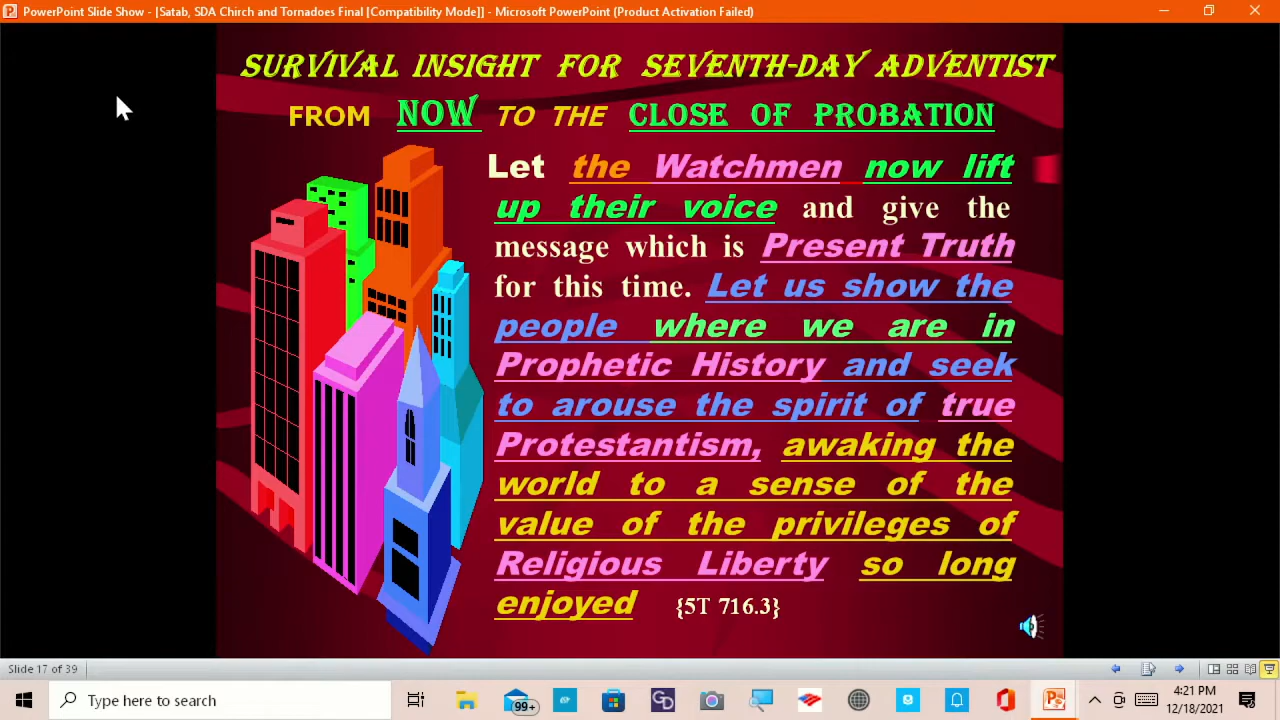 PowerPoint Slide Show - [Satab, SDA Chirch and Tornadoes Final [Compatibility Mode]] - Microsoft PowerPoint (Product Activation Failed)
SURVIVAL INSIGHT FOR SEVENTH-DAY ADVENTIST
FROM NOW TO THE CLOSE OF PROBATION
Let the Watchmen now lift
up their voice and give the
message which is Present Truth
for this time. Let us show the
people where we are in
Prophetic History and seek
to arouse the spirit of true
Protestantism, awaking the
world to a sense of the
value of the privileges of
Religious Liberty so long
enjoyed {5T 716.3}
Slide 17 of 39
Type here to search
99+
4:21 PM
12/18/2021